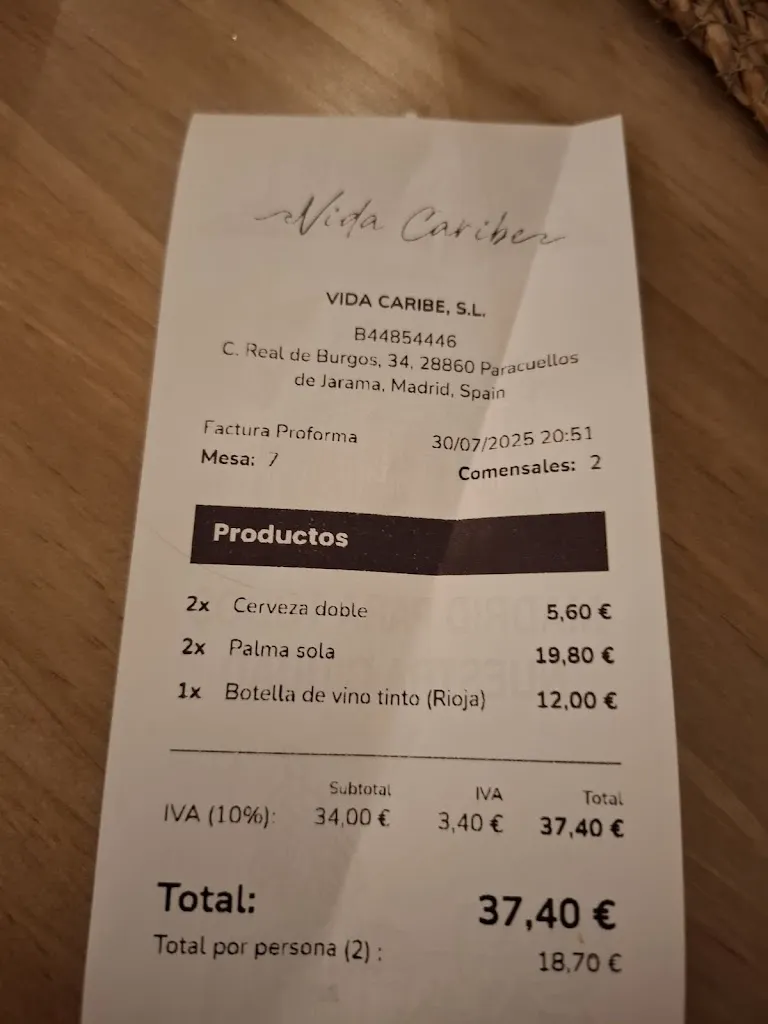 Vida Caribe
VIDA CARIBE, S.L.
B44854446
C. Real de Burgos, 34, 28860 Paracuellos
de Jarama, Madrid, Spain
Factura Proforma 30/07/2025 20:51
Mesa: 7 Comensales: 2
Productos
2x Cerveza doble 5,60 €
2x Palma sola 19,80 €
1x Botella de vino tinto (Rioja) 12,00 €
Subtotal IVA Total
IVA (10%): 34,00 € 3,40 € 37,40 €
Total: 37,40 €
Total por persona (2) : 18,70 €